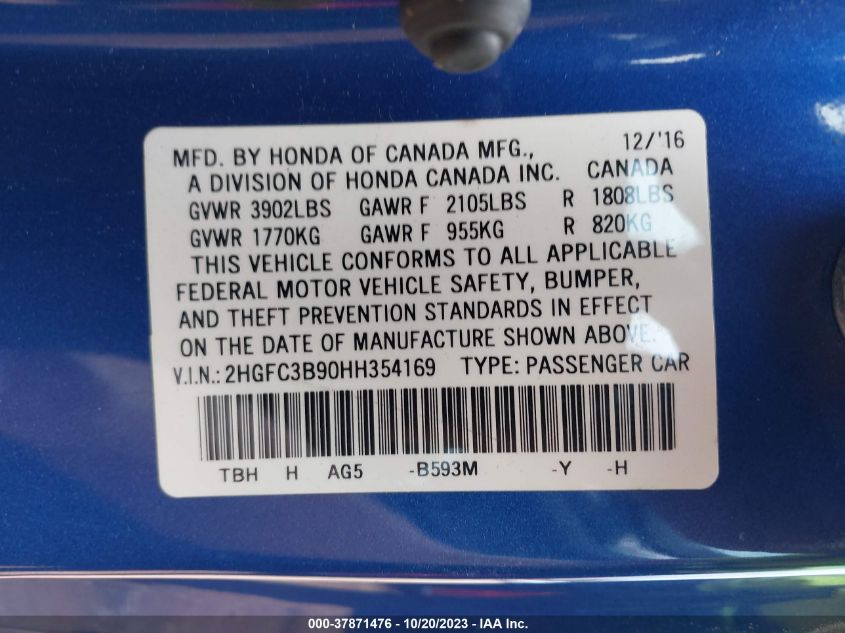 MFD. BY HONDA OF CANADA MFG., 12/'16
A DIVISION OF HONDA CANADA INC. CANADA
GVWR 3902LBS GAWR F 2105LBS R 1808LBS
GVWR 1770KG GAWR F 955KG R 820KG
THIS VEHICLE CONFORMS TO ALL APPLICABLE
FEDERAL MOTOR VEHICLE SAFETY, BUMPER,
AND THEFT PREVENTION STANDARDS IN EFFECT
ON THE DATE OF MANUFACTURE SHOWN ABOVE.
V.I.N.: 2HGFC3B90HH354169 TYPE: PASSENGER CAR
TBH H AG5 -B593M -Y -H
000-37871476 - 10/20/2023 - IAA Inc.